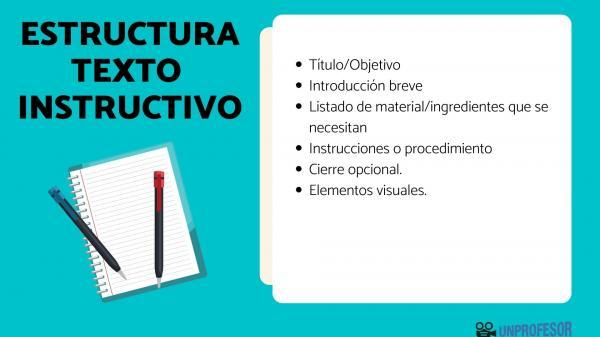 ESTRUCTURA
TEXTO
INSTRUCTIVO
• Título/Objetivo
• Introducción breve
• Listado de material/ingredientes que se
necesitan
• Instrucciones o procedimiento
• Cierre opcional.
• Elementos visuales.
UNPROFESOR